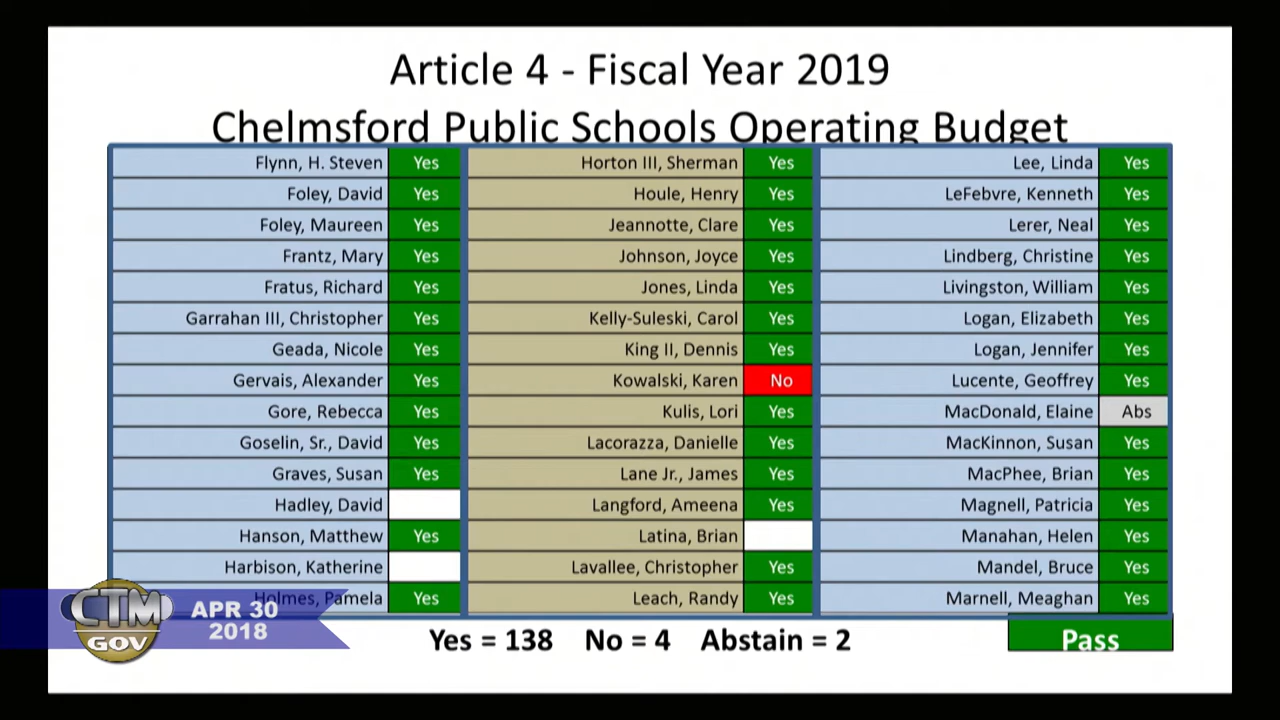 Article 4 - Fiscal Year 2019
Chelmsford Public Schools Operating Budget
Flynn, H. Steven Yes Horton III, Sherman Yes Lee, Linda Yes
Foley, David Yes Houle, Henry Yes LeFebvre, Kenneth Yes
Foley, Maureen Yes Jeannotte, Clare Yes Lerer, Neal Yes
Frantz, Mary Yes Johnson, Joyce Yes Lindberg, Christine Yes
Fratus, Richard Yes Jones, Linda Yes Livingston, William Yes
Garrahan III, Christopher Yes Kelly-Suleski, Carol Yes Logan, Elizabeth Yes
Geada, Nicole Yes King II, Dennis Yes Logan, Jennifer Yes
Gervais, Alexander Yes Kowalski, Karen No Lucente, Geoffrey Yes
Gore, Rebecca Yes Kulis, Lori Yes MacDonald, Elaine Abs
Goselin, Sr., David Yes Lacorazza, Danielle Yes MacKinnon, Susan Yes
Graves, Susan Yes Lane Jr., James Yes MacPhee, Brian Yes
Hadley, David Langford, Ameena Yes Magnell, Patricia Yes
Hanson, Matthew Yes Latina, Brian Manahan, Helen Yes
Harbison, Katherine Lavallee, Christopher Yes Mandel, Bruce Yes
Holmes, Pamela Yes Leach, Randy Yes Marnell, Meaghan Yes
CTM GOV
APR 30
2018
Yes = 138 No = 4 Abstain = 2
Pass